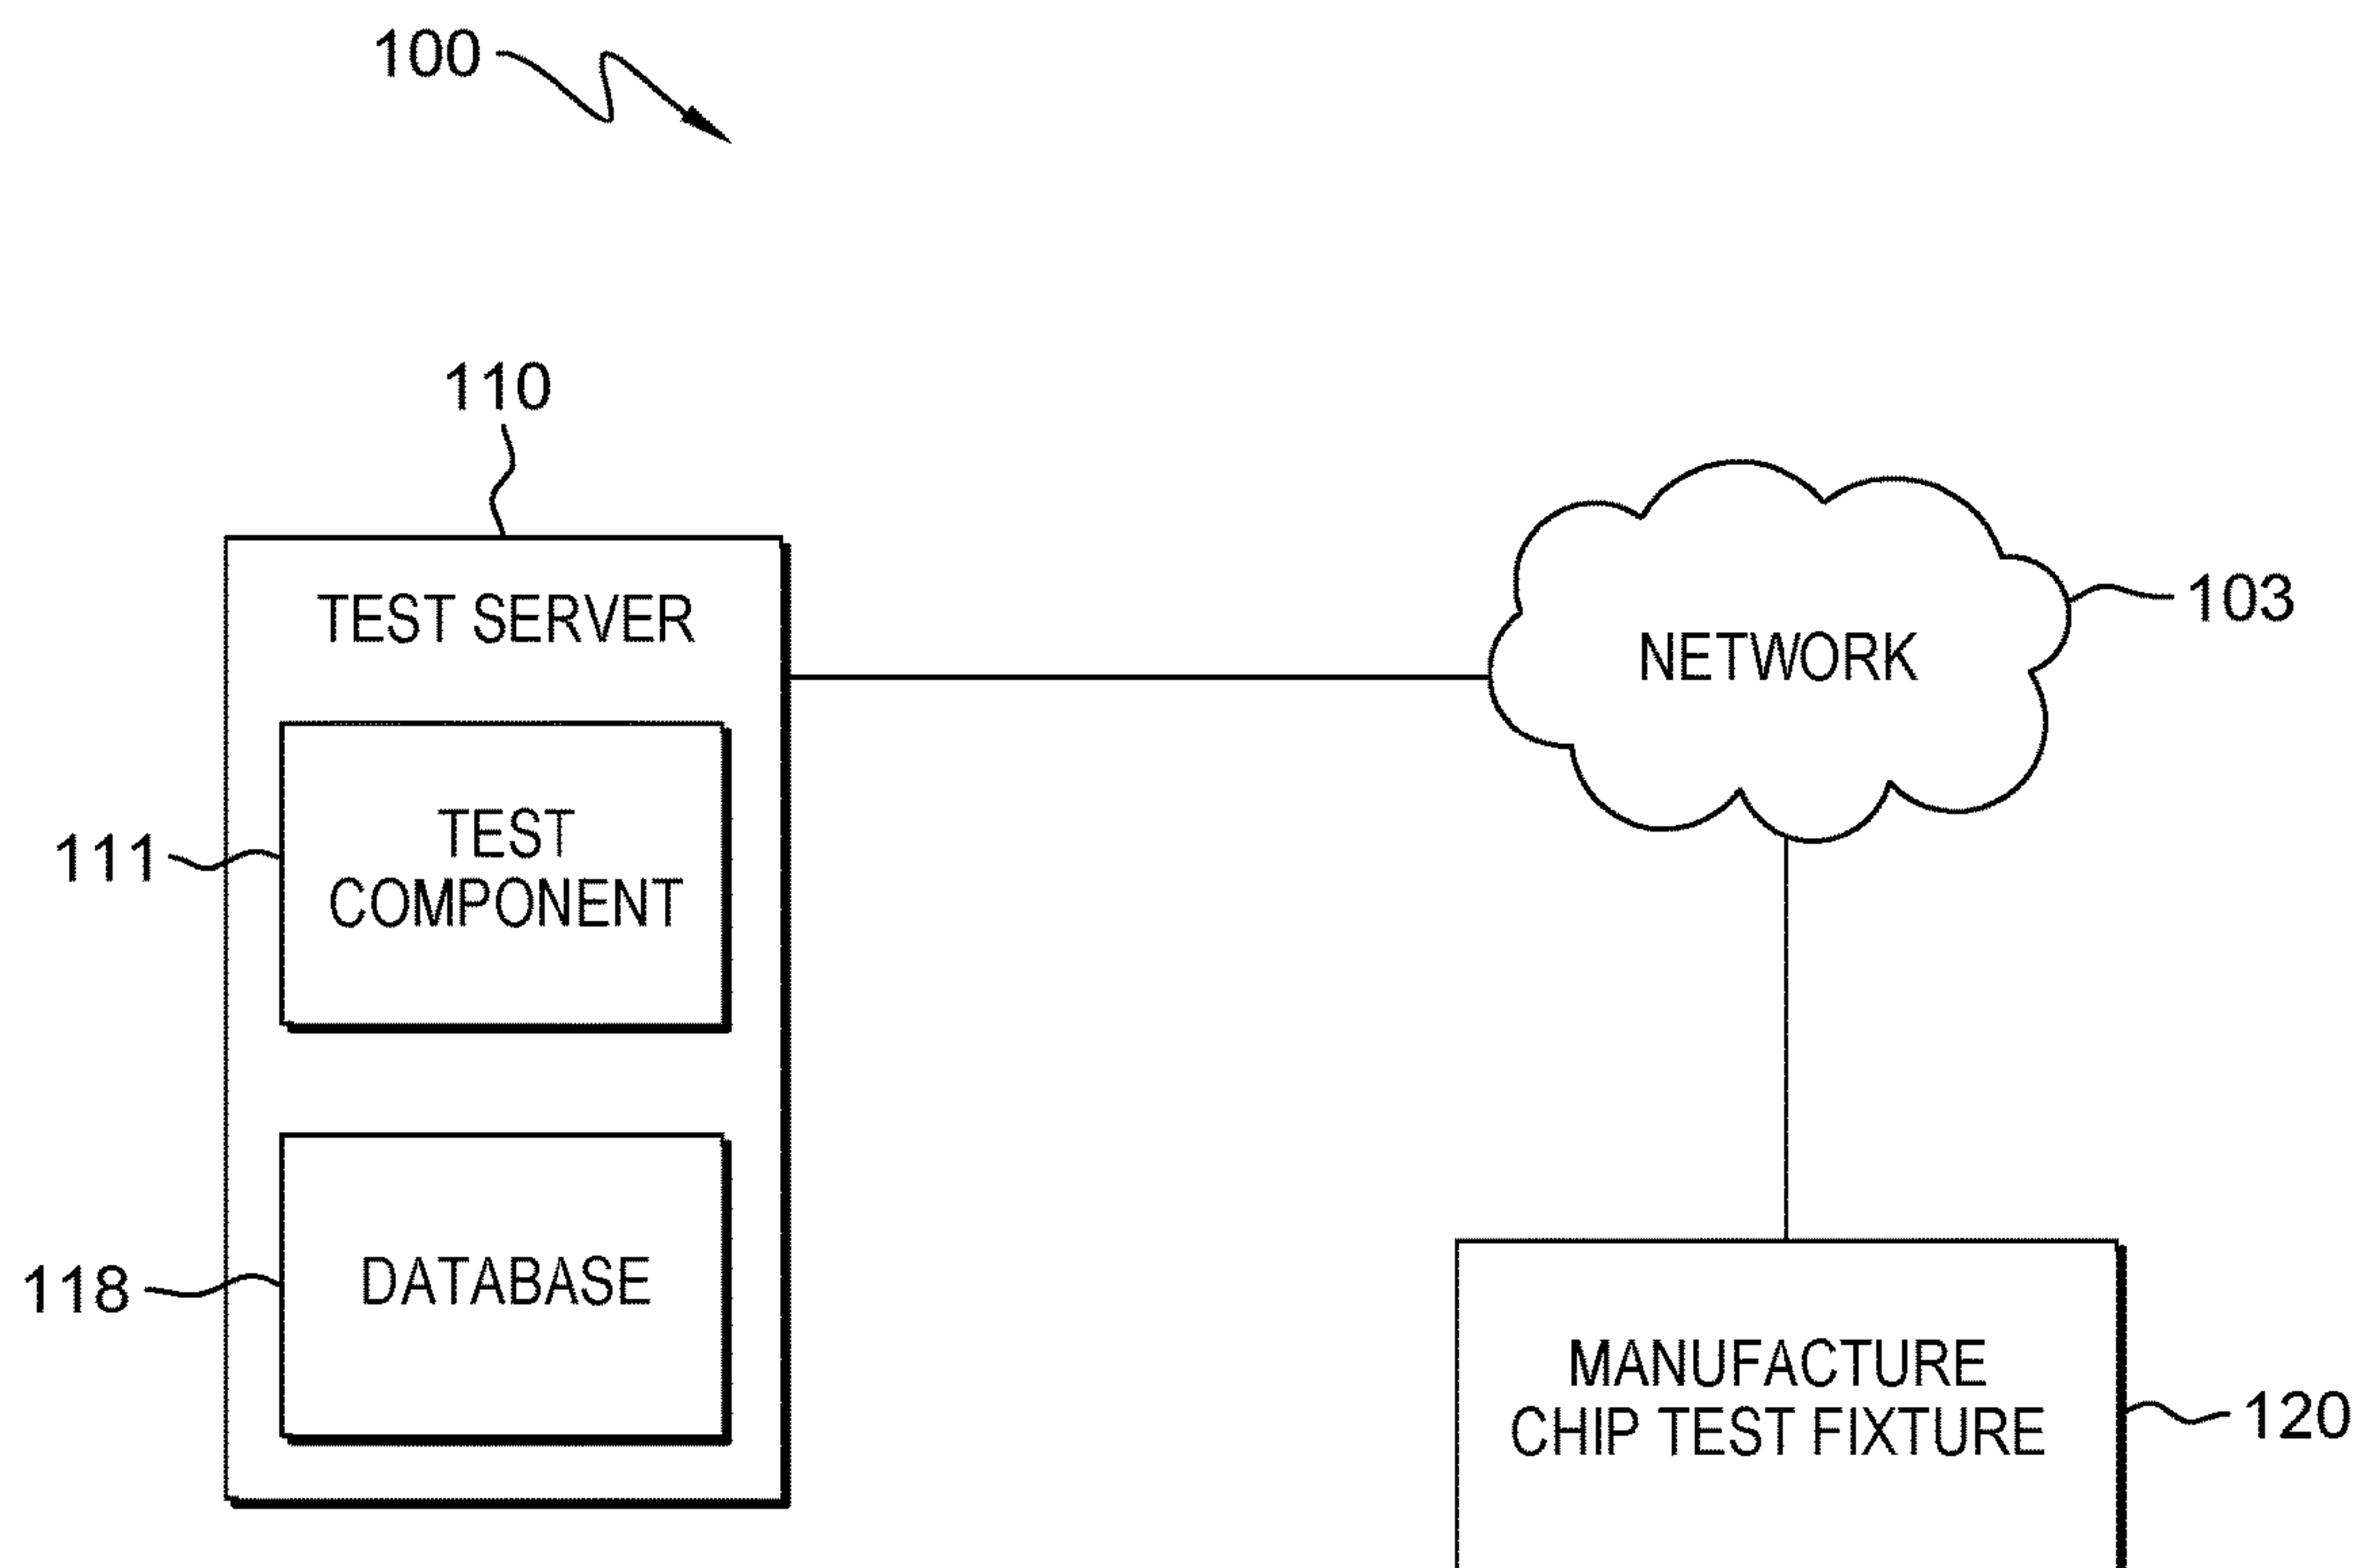 100
110
TEST SERVER
103
NETWORK
111
TEST
COMPONENT
118
DATABASE
MANUFACTURE
CHIP TEST FIXTURE
120